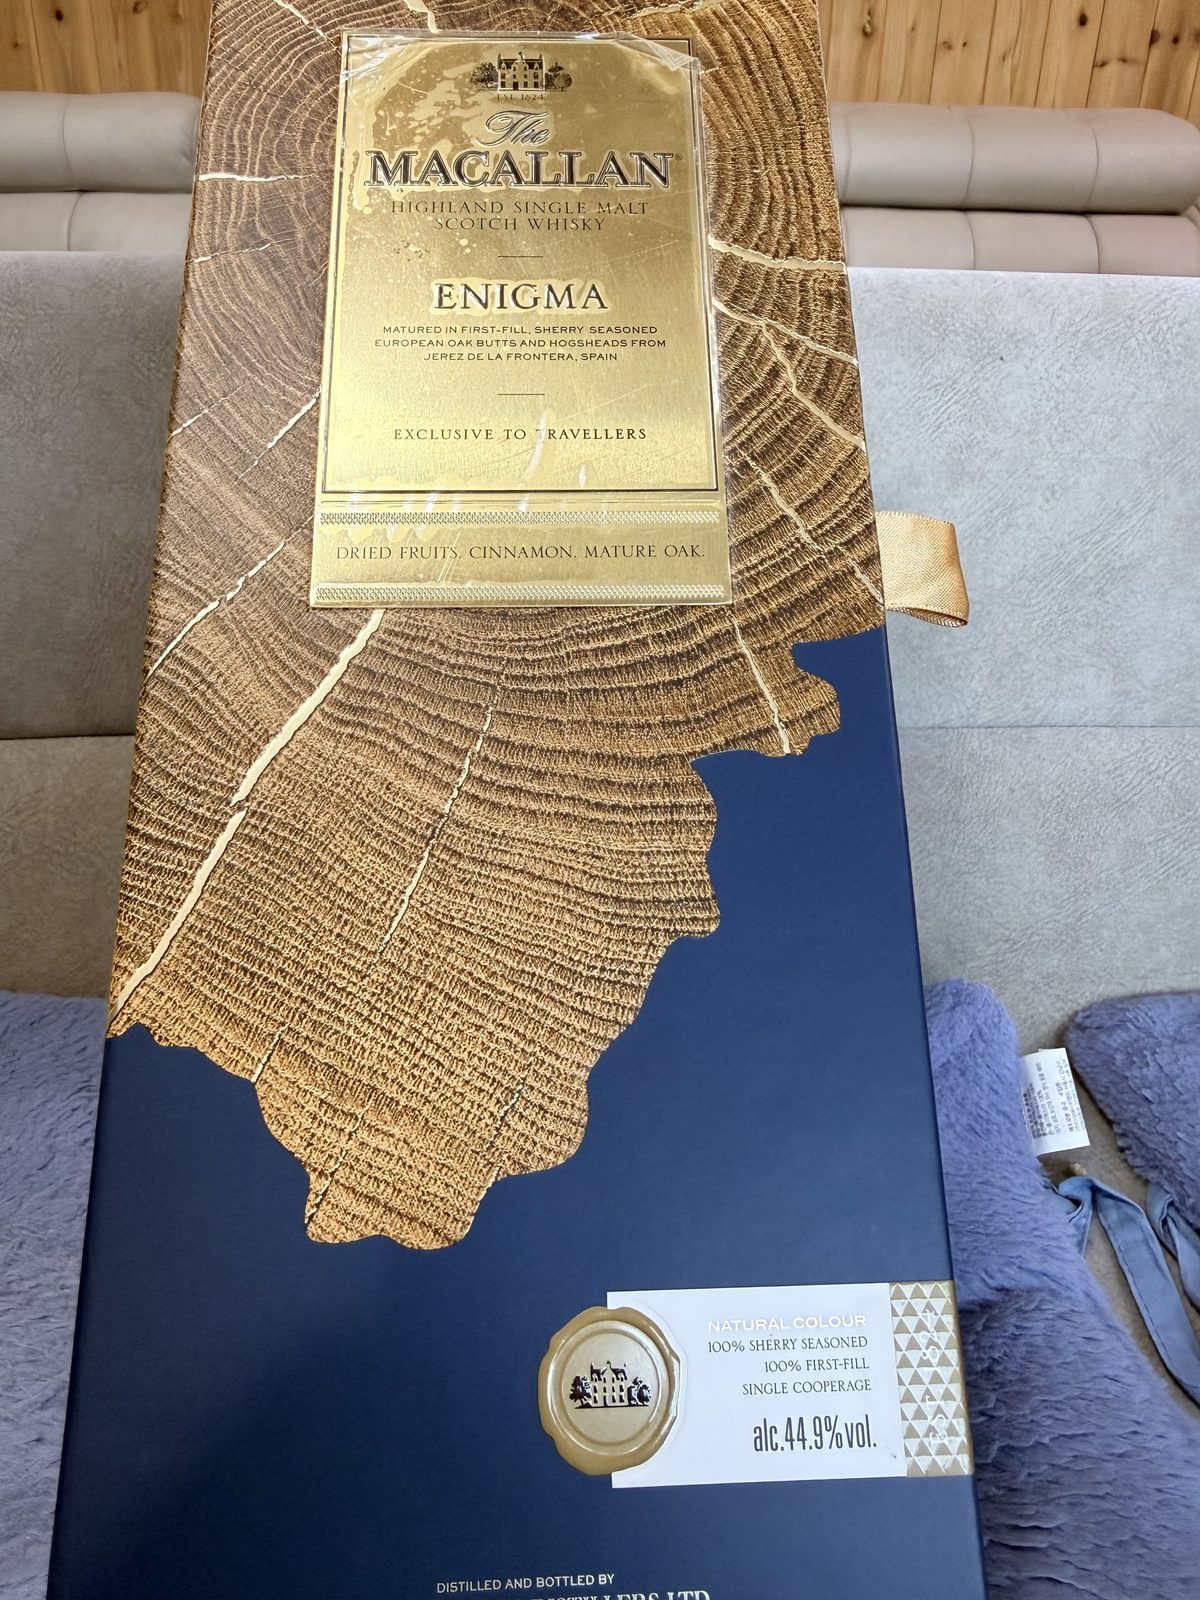 EST. 1824
The
MACALLAN®
HIGHLAND SINGLE MALT
SCOTCH WHISKY
ENIGMA
MATURED IN FIRST-FILL, SHERRY SEASONED
EUROPEAN OAK BUTTS AND HOGSHEADS FROM
JEREZ DE LA FRONTERA, SPAIN
EXCLUSIVE TO TRAVELLERS
DRIED FRUITS, CINNAMON, MATURE OAK.
NATURAL COLOUR
100% SHERRY SEASONED
100% FIRST-FILL
SINGLE COOPERAGE
alc.44.9%vol.
EST. 1824
DISTILLED AND BOTTLED BY